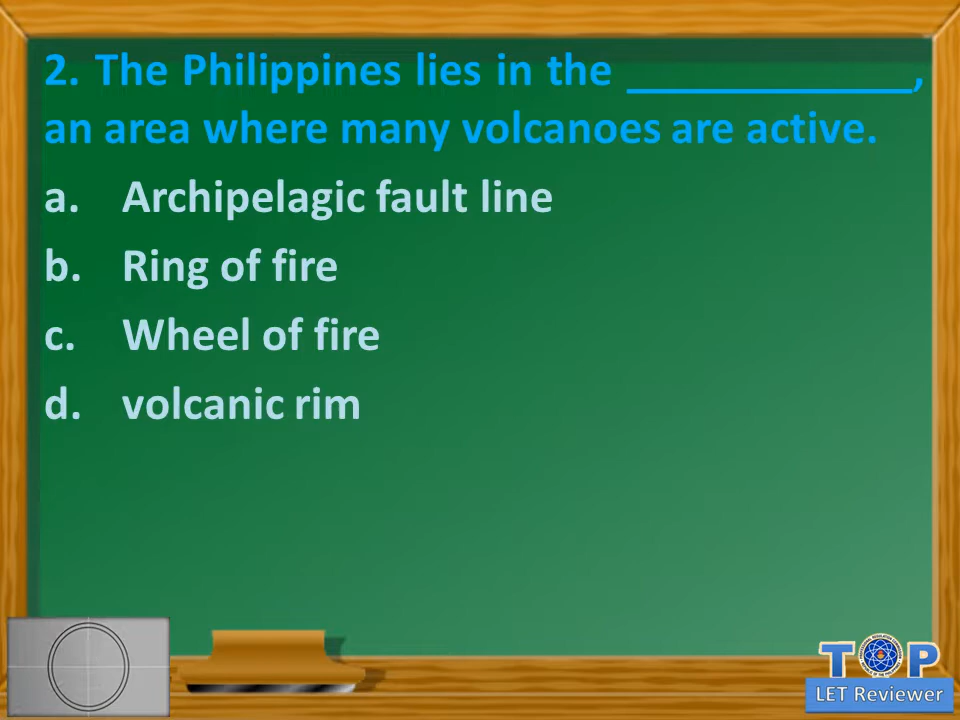 2. The Philippines lies in the ____________,
an area where many volcanoes are active.
a. Archipelagic fault line
b. Ring of fire
c. Wheel of fire
d. volcanic rim
TOP
LET Reviewer